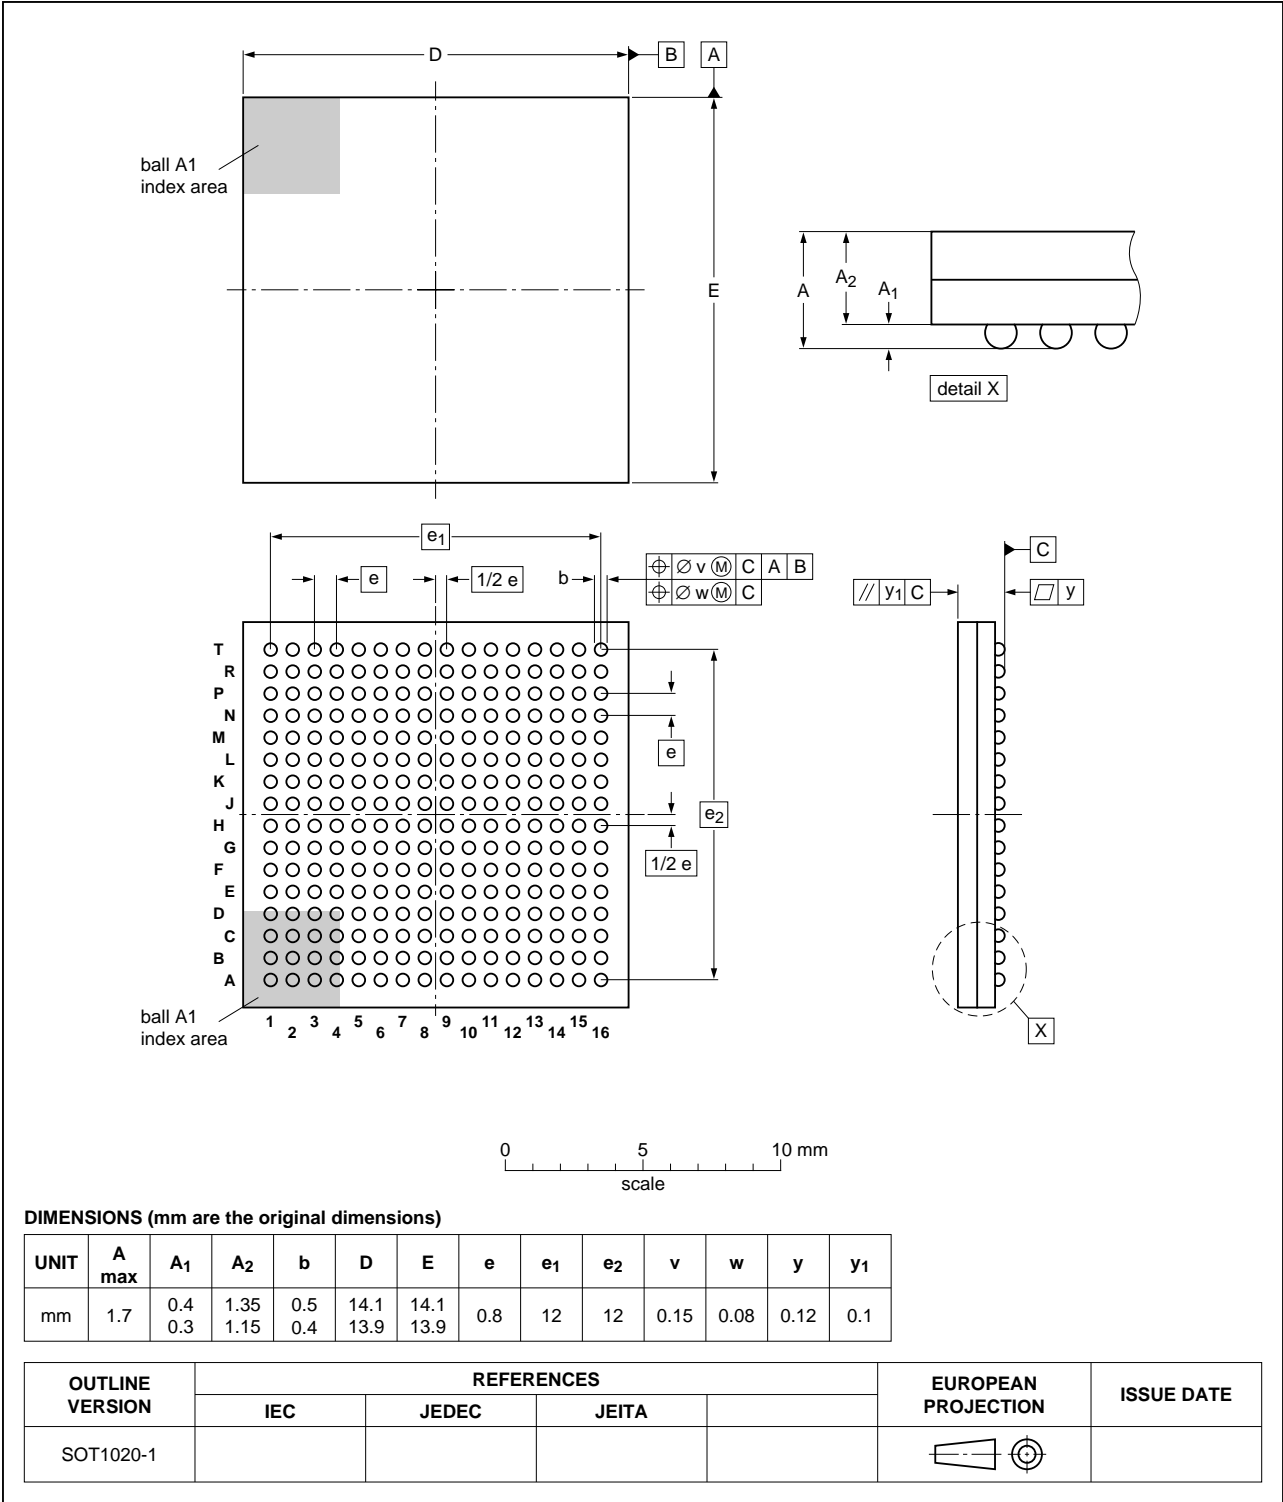 D
B
A
ball A1
index area
E
A
A2
A1
detail X
e1
e
1/2 e
b
⌖ ∅ v Ⓜ C A B
⌖ ∅ w Ⓜ C
C
// y1 C
⏥ y
T
R
P
N
M
L
K
J
H
G
F
E
D
C
B
A
e
e2
1/2 e
ball A1
index area
1 2 3 4 5 6 7 8 9 10 11 12 13 14 15 16
X
0 5 10 mm
scale
DIMENSIONS (mm are the original dimensions)
UNIT A max A1 A2 b D E e e1 e2 v w y y1
mm 1.7 0.4 0.3 1.35 1.15 0.5 0.4 14.1 13.9 14.1 13.9 0.8 12 12 0.15 0.08 0.12 0.1
OUTLINE VERSION REFERENCES EUROPEAN PROJECTION ISSUE DATE
IEC JEDEC JEITA
SOT1020-1